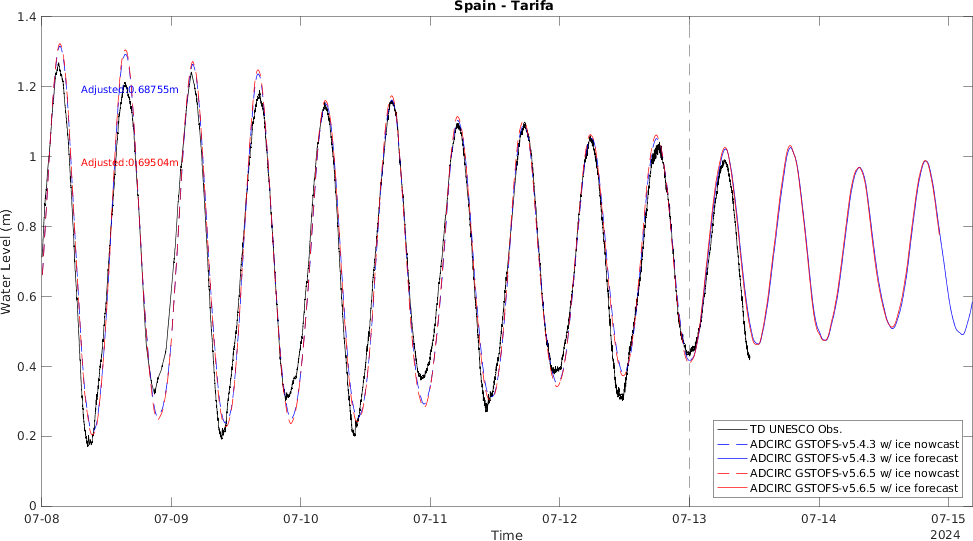 Spain - Tarifa
1.4
1.2
1
0.8
0.6
0.4
0.2
0
Water Level (m)
Adjusted:0.68755m
Adjusted:0.69504m
TD UNESCO Obs.
ADCIRC GSTOFS-v5.4.3 w/ ice nowcast
ADCIRC GSTOFS-v5.4.3 w/ ice forecast
ADCIRC GSTOFS-v5.6.5 w/ ice nowcast
ADCIRC GSTOFS-v5.6.5 w/ ice forecast
07-08 07-09 07-10 07-11 07-12 07-13 07-14 07-15
Time
2024